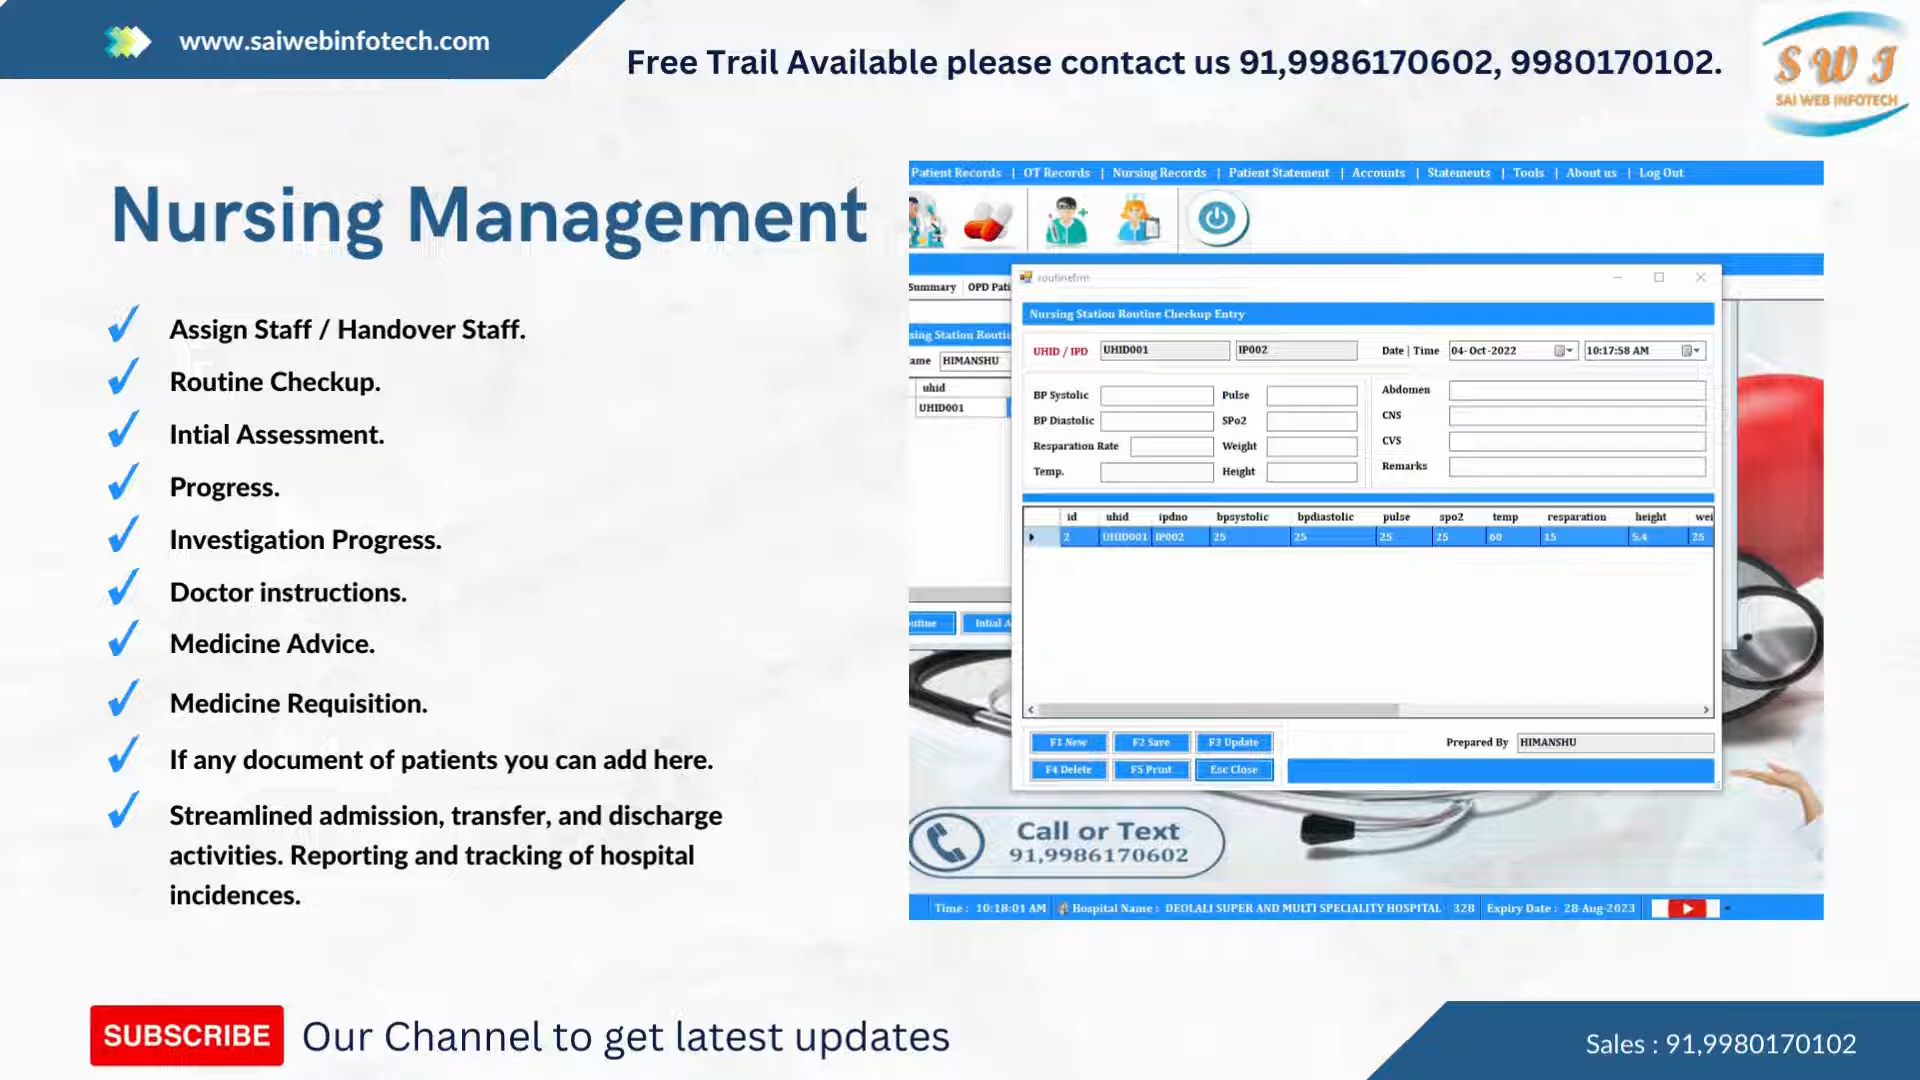 www.saiwebinfotech.com
Free Trail Available please contact us 91,9986170602, 9980170102.
S W I
SAI WEB INFOTECH
Nursing Management
Assign Staff / Handover Staff.
Routine Checkup.
Intial Assessment.
Progress.
Investigation Progress.
Doctor instructions.
Medicine Advice.
Medicine Requisition.
If any document of patients you can add here.
Streamlined admission, transfer, and discharge
activities. Reporting and tracking of hospital
incidences.
Patient Records | OT Records | Nursing Records | Patient Statement | Accounts | Statements | Tools | About us | Log Out
Summary | OPD Pati
sing Station Routi
ame HIMANSHU
uhid
UHID001
utine Intial A
routinefrm
Nursing Station Routine Checkup Entry
UHID / IPD UHID001 IP002 Date | Time 04-Oct-2022 10:17:58 AM
BP Systolic Pulse Abdomen
BP Diastolic SPo2 CNS
Resparation Rate Weight CVS
Temp. Height Remarks
id uhid ipdno bpsystolic bpdiastolic pulse spo2 temp resparation height wei
2 UHID001 IP002 25 25 25 25 60 15 5.4 25
F1 New F2 Save F3 Update Prepared By HIMANSHU
F4 Delete F5 Print Esc Close
Call or Text
91,9986170602
Time : 10:18:01 AM Hospital Name : DEOLALI SUPER AND MULTI SPECIALITY HOSPITAL 328 Expiry Date : 28-Aug-2023
SUBSCRIBE Our Channel to get latest updates
Sales : 91,9980170102